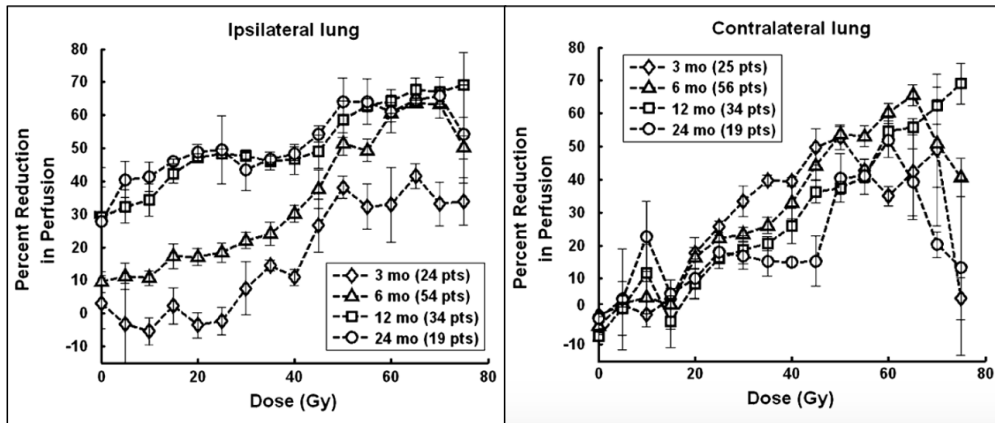 Ipsilateral lung
Percent Reduction
in Perfusion
80
70
60
50
40
30
20
10
0
-10
3 mo (24 pts)
6 mo (54 pts)
12 mo (34 pts)
24 mo (19 pts)
0 20 40 60 80
Dose (Gy)
Contralateral lung
Percent Reduction
in Perfusion
80
70
60
50
40
30
20
10
0
-10
3 mo (25 pts)
6 mo (56 pts)
12 mo (34 pts)
24 mo (19 pts)
0 20 40 60 80
Dose (Gy)